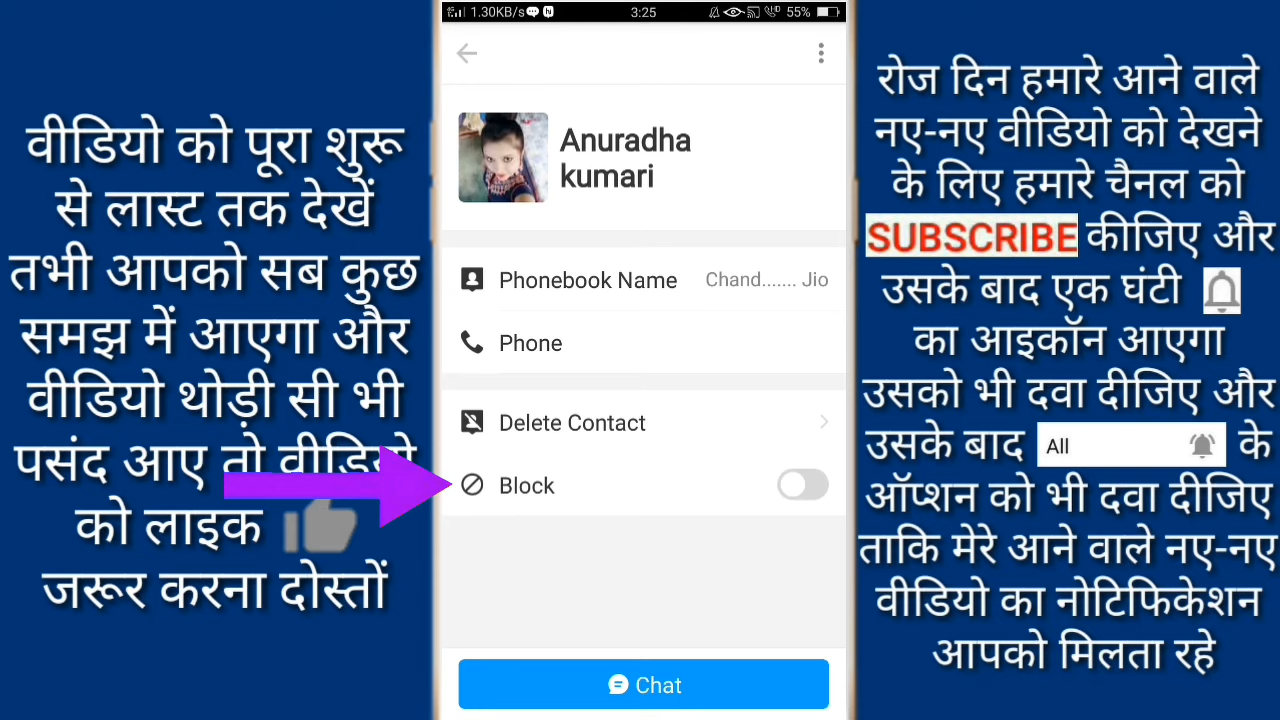 वीडियो को पूरा शुरू
से लास्ट तक देखें
तभी आपको सब कुछ
समझ में आएगा और
वीडियो थोड़ी सी भी
पसंद आए तो वीडियो
को लाइक
जरूर करना दोस्तों
1.30KB/s 3:25 55%
Anuradha
kumari
Phonebook Name Chand....... Jio
Phone
Delete Contact
Block
Chat
रोज दिन हमारे आने वाले
नए-नए वीडियो को देखने
के लिए हमारे चैनल को
SUBSCRIBE कीजिए और
उसके बाद एक घंटी
का आइकॉन आएगा
उसको भी दवा दीजिए और
उसके बाद All के
ऑप्शन को भी दवा दीजिए
ताकि मेरे आने वाले नए-नए
वीडियो का नोटिफिकेशन
आपको मिलता रहे